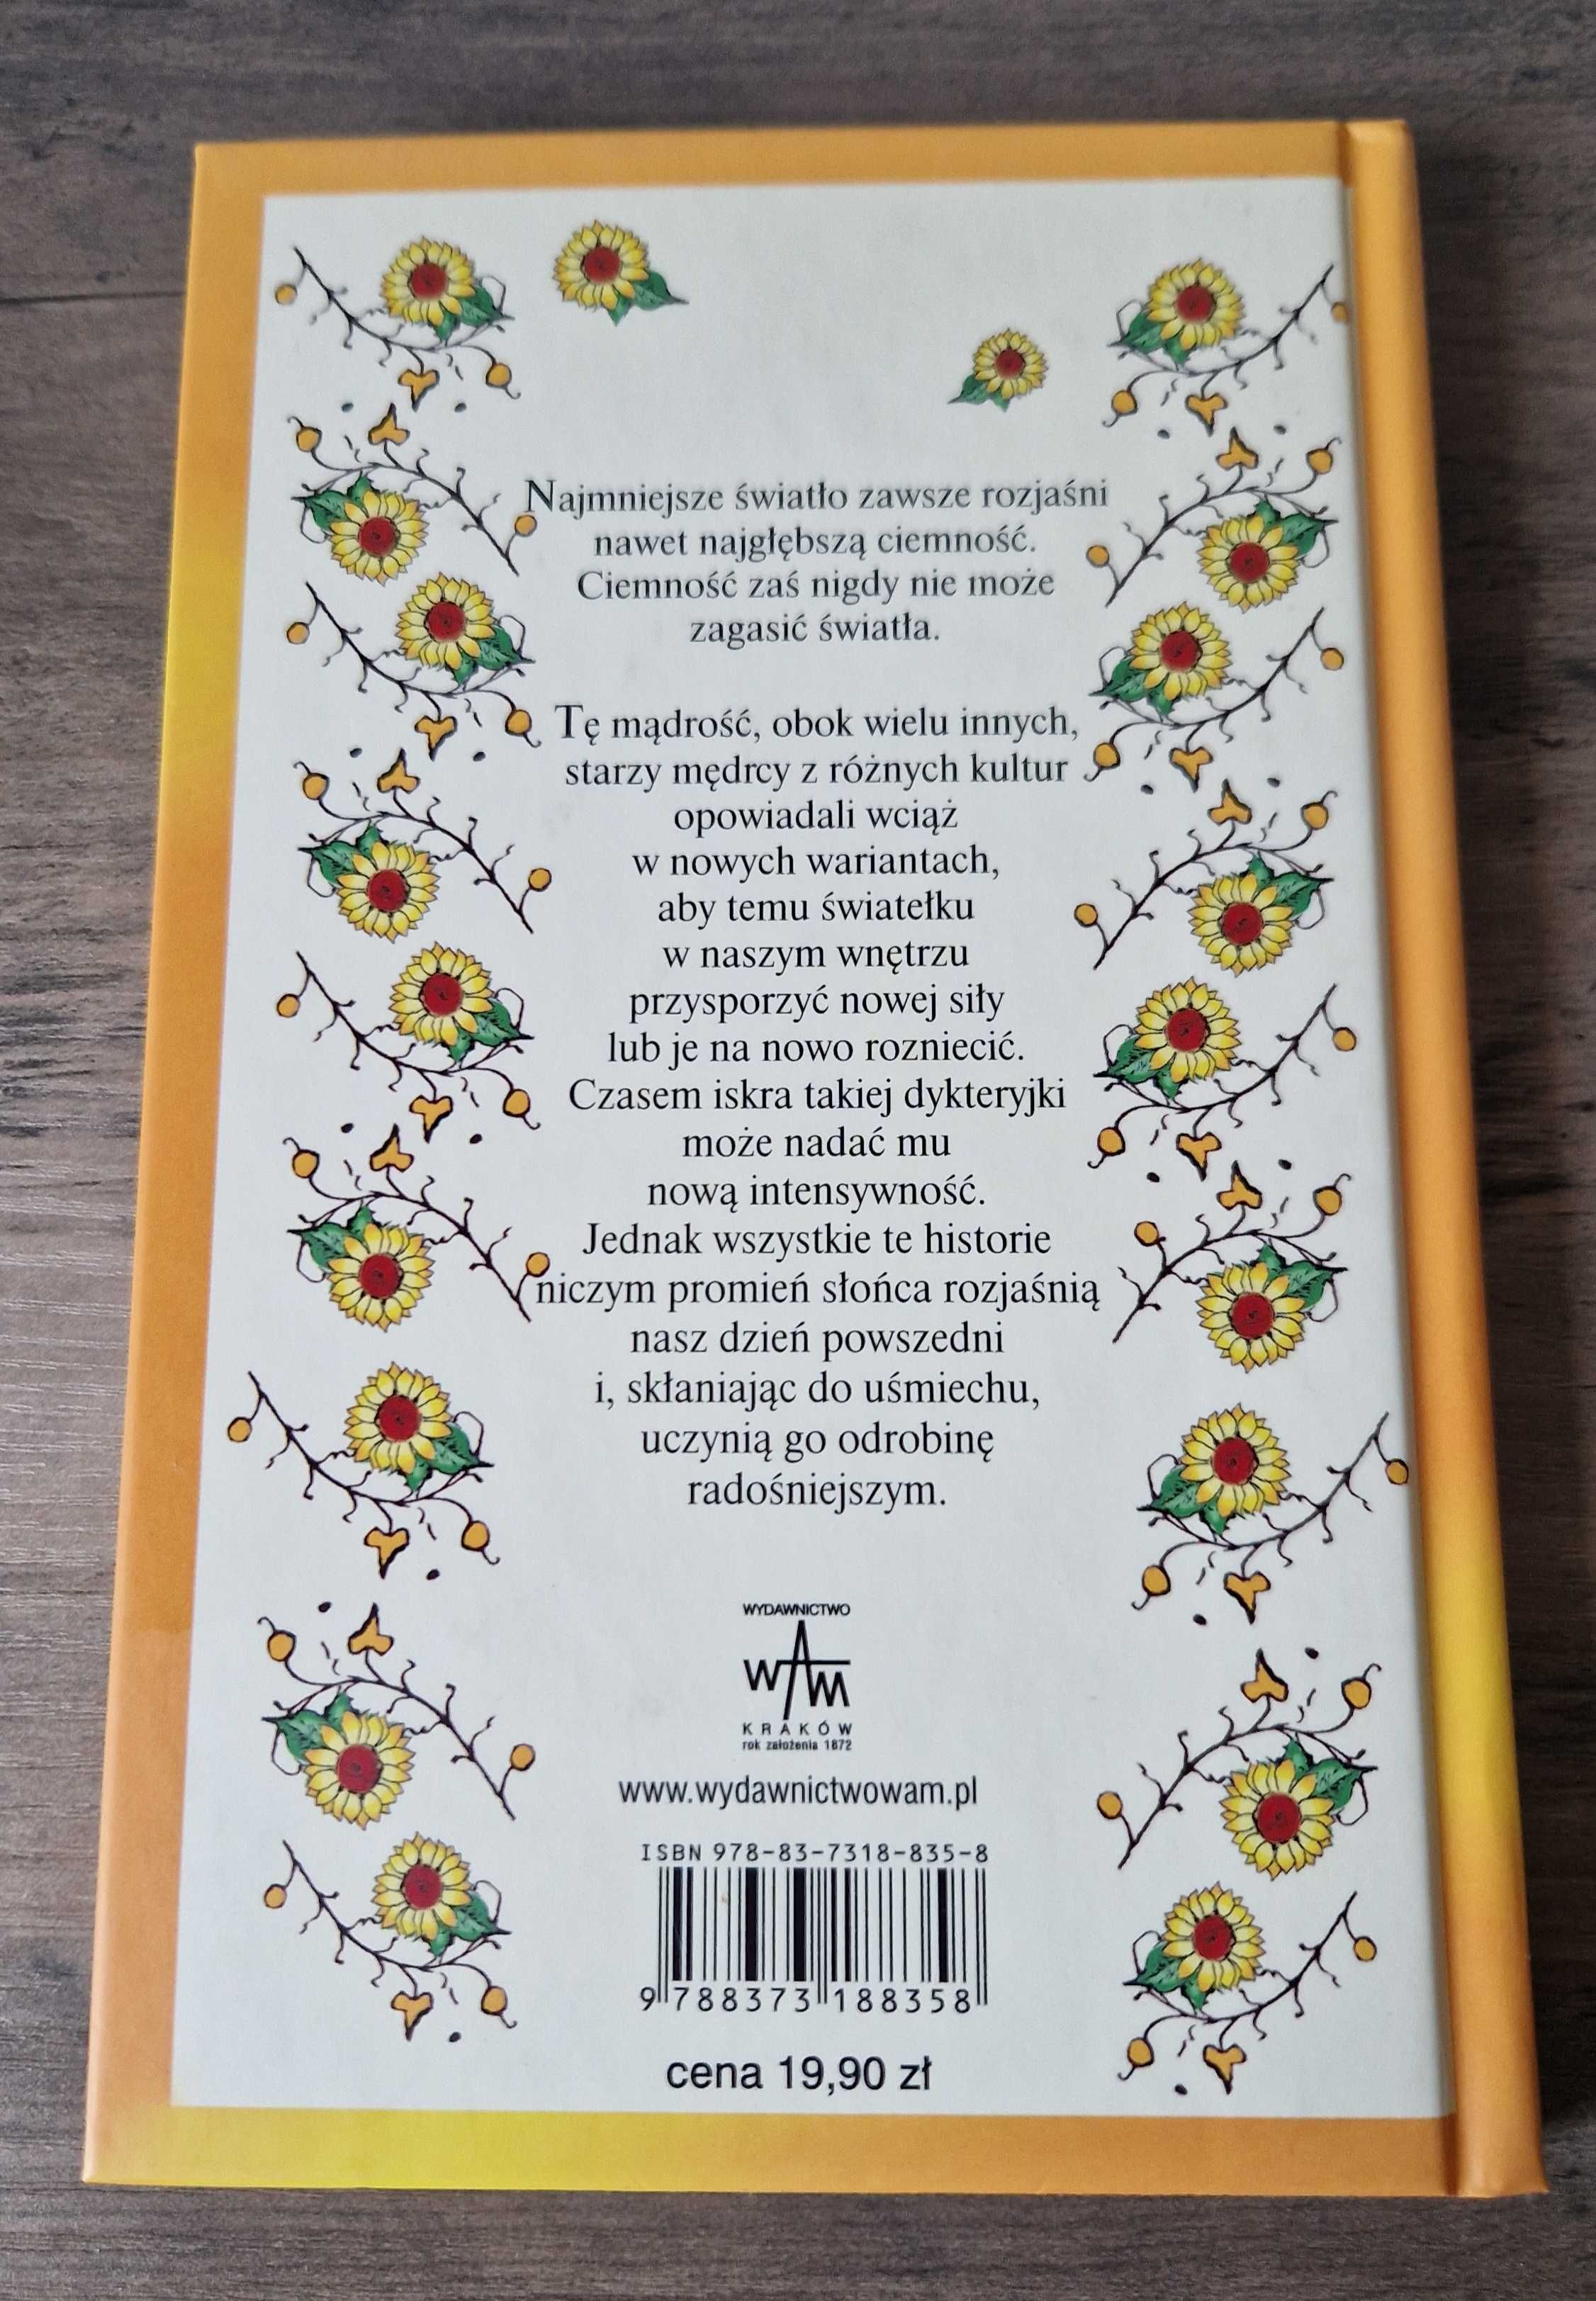 Najmniejsze światło zawsze rozjaśni
nawet najgłębszą ciemność.
Ciemność zaś nigdy nie może
zagasić światła.
Tę mądrość, obok wielu innych,
starzy mędrcy z różnych kultur
opowiadali wciąż
w nowych wariantach,
aby temu światełku
w naszym wnętrzu
przysporzyć nowej siły
lub je na nowo rozniecić.
Czasem iskra takiej dykteryjki
może nadać mu
nową intensywność.
Jednak wszystkie te historie
niczym promień słońca rozjaśnią
nasz dzień powszedni
i, skłaniając do uśmiechu,
uczynią go odrobinę
radośniejszym.
WYDAWNICTWO
WAM
KRAKÓW
rok założenia 1872
www.wydawnictwowam.pl
ISBN 978-83-7318-835-8
9 788373 188358
cena 19,90 zł